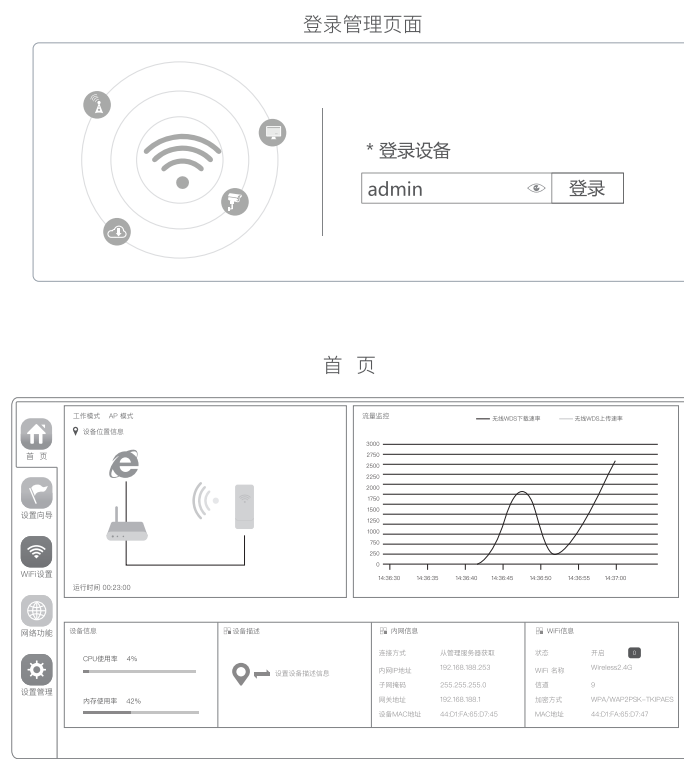 登录管理页面
* 登录设备
admin
登录
首 页
首 页
设置向导
WiFi设置
网络功能
设置管理
工作模式 AP 模式
设备位置信息
运行时间 00:23:00
流量监控
无线WDS下载速率 无线WDS上传速率
3000
2750
2500
2250
2000
1750
1500
1250
1000
750
250
0
14:36:30 14:36:35 14:36:40 14:36:45 14:36:50 14:36:55 14:37:00
设备信息
CPU使用率 4%
内存使用率 42%
设备描述
设置设备描述信息
内网信息
连接方式 从管理服务器获取
内网IP地址 192.168.188.253
子网掩码 255.255.255.0
网关地址 192.168.188.1
设备MAC地址 44:D1:FA:65:D7:45
WiFi信息
状态 开启
WiFi 名称 Wireless2.4G
信道 9
加密方式 WPA/WAP2PSK-TKIPAES
MAC地址 44:D1:FA:65:D7:47